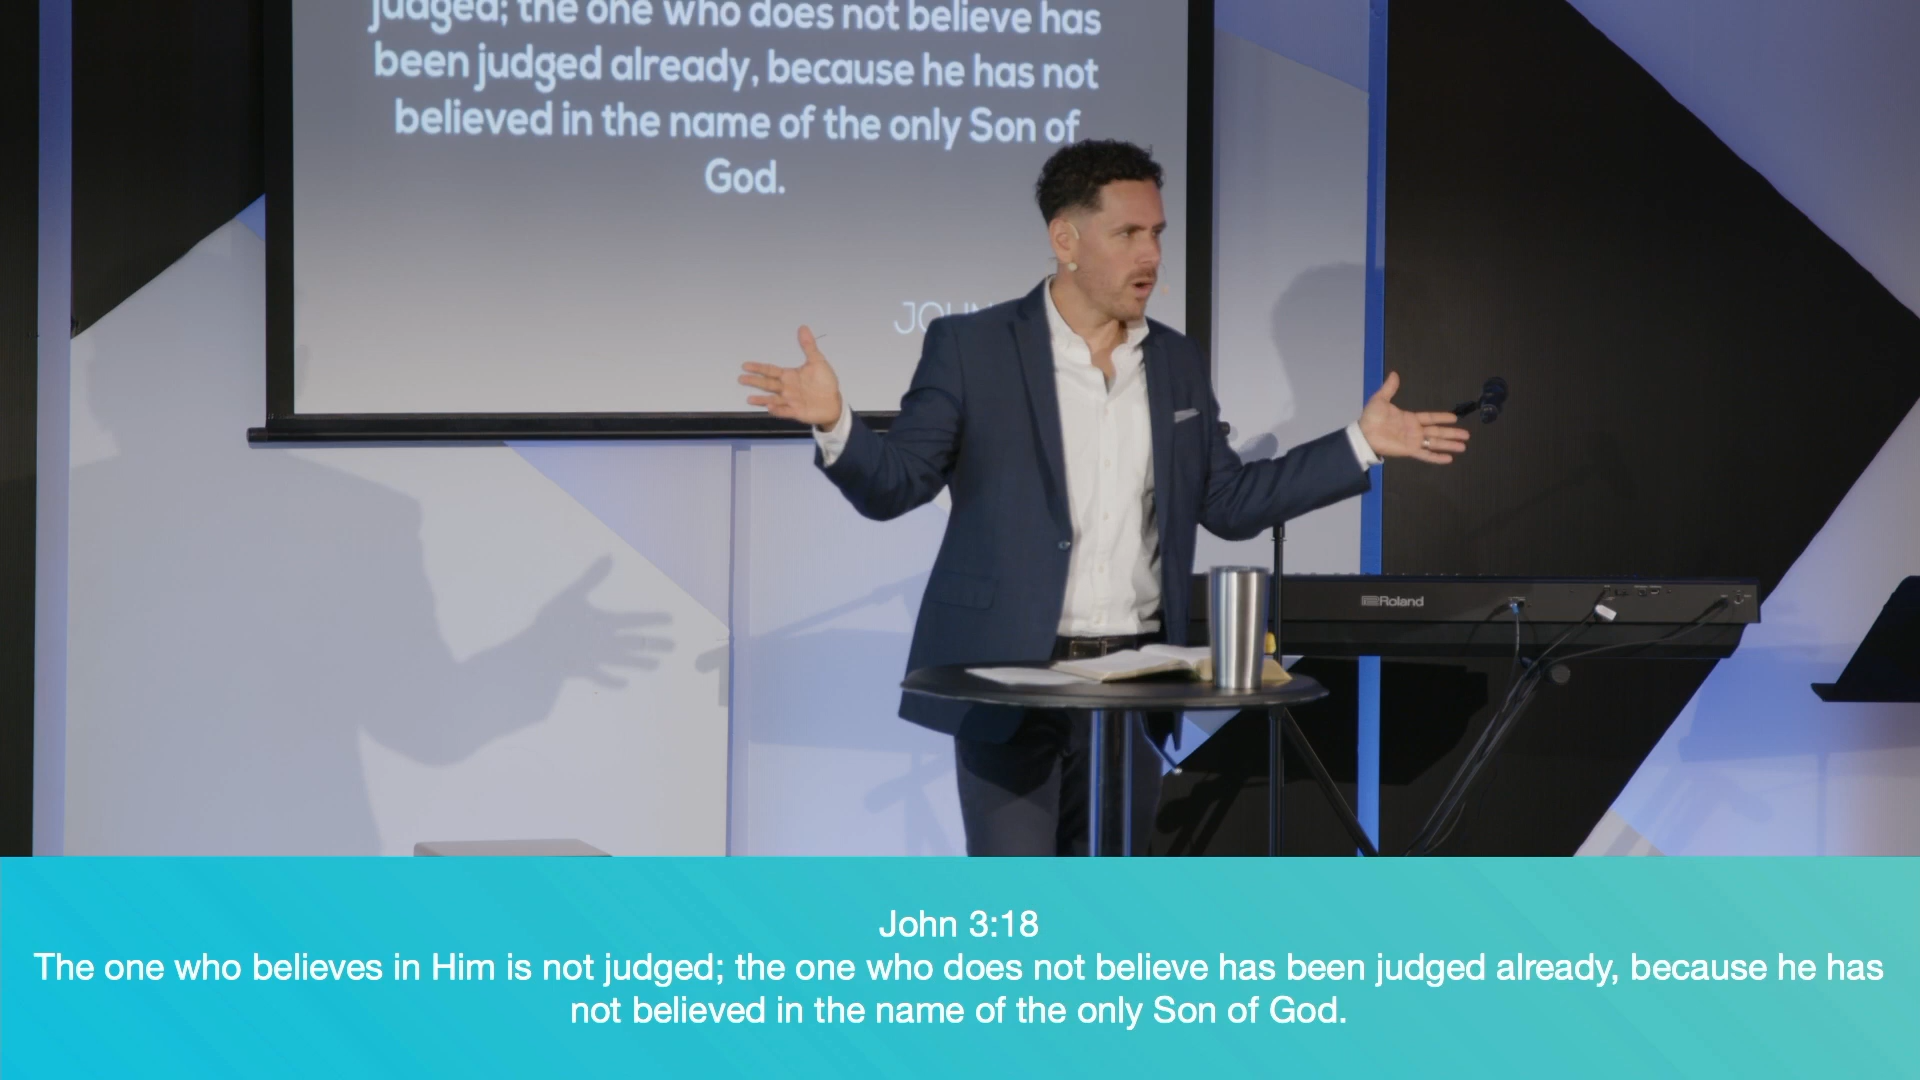 judged; the one who does not believe has
been judged already, because he has not
believed in the name of the only Son of
God.
JOHN
Roland
John 3:18
The one who believes in Him is not judged; the one who does not believe has been judged already, because he has
not believed in the name of the only Son of God.